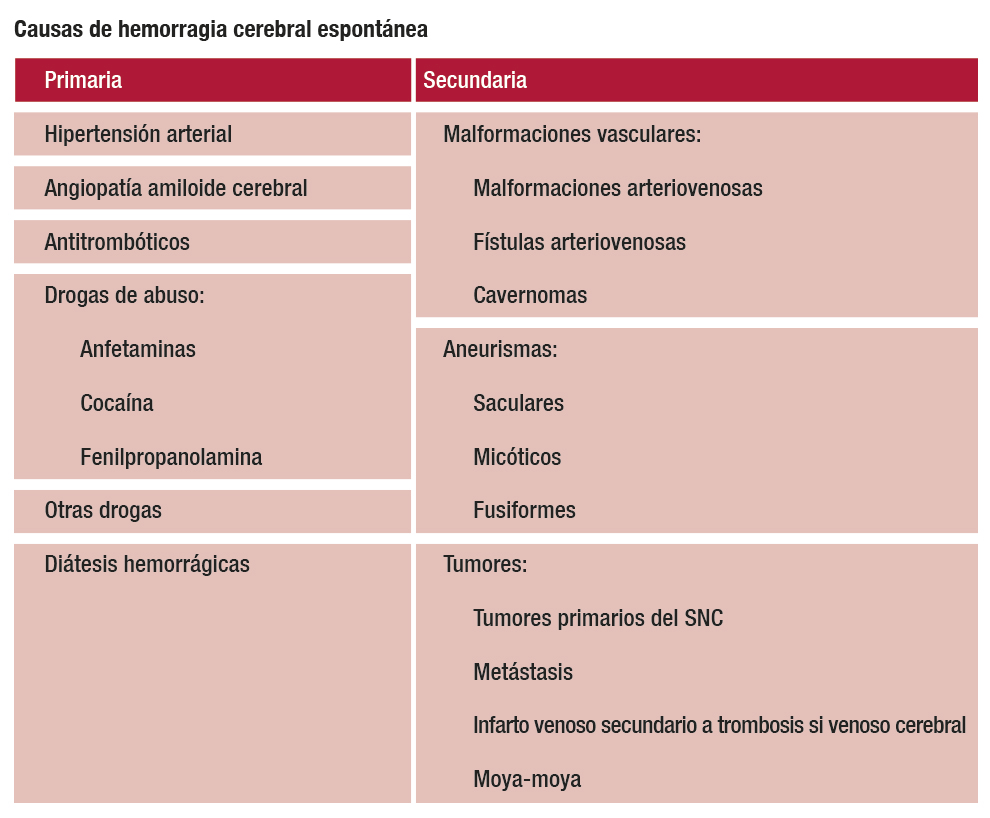 Causas de hemorragia cerebral espontánea
Primaria
Hipertensión arterial
Angiopatía amiloide cerebral
Antitrombóticos
Drogas de abuso:
Anfetaminas
Cocaína
Fenilpropanolamina
Otras drogas
Diátesis hemorrágicas
Secundaria
Malformaciones vasculares:
Malformaciones arteriovenosas
Fístulas arteriovenosas
Cavernomas
Aneurismas:
Saculares
Micóticos
Fusiformes
Tumores:
Tumores primarios del SNC
Metástasis
Infarto venoso secundario a trombosis si venoso cerebral
Moya-moya